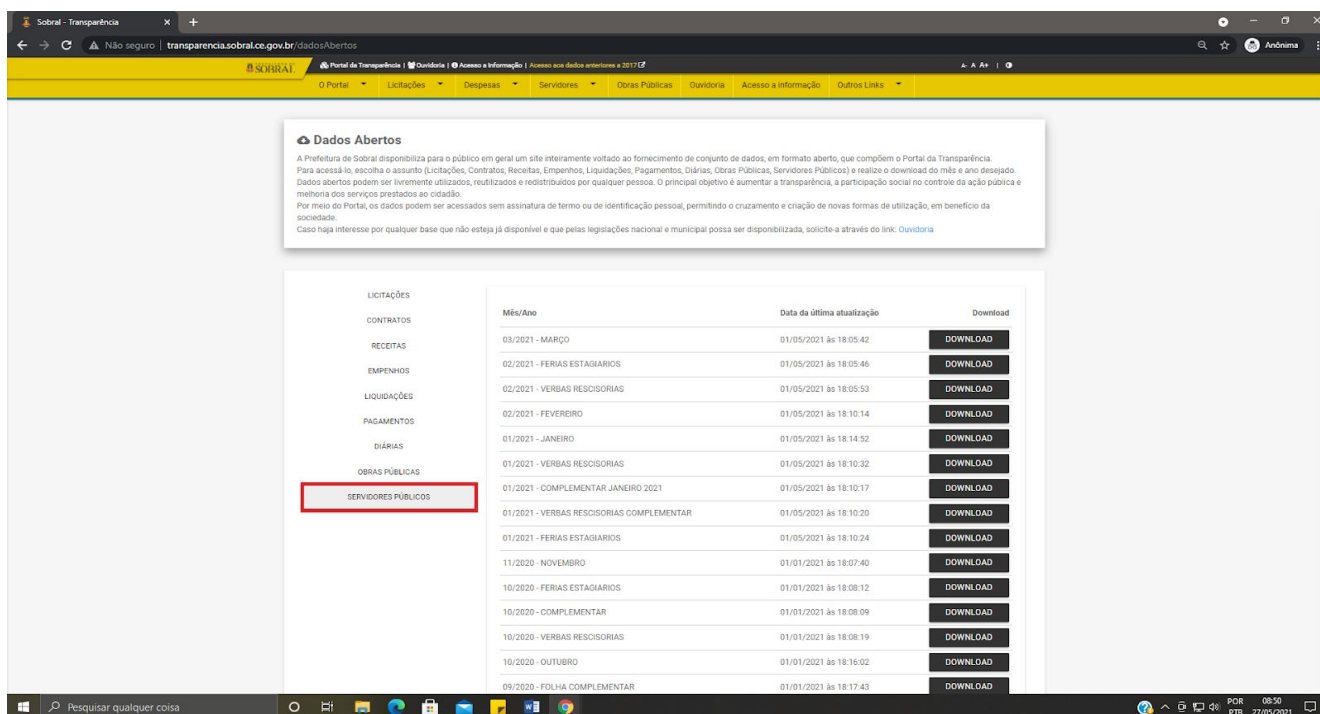 Sobral - Transparência
Não seguro | transparencia.sobral.ce.gov.br/dadosAbertos
Anônima
SOBRAL
Portal da Transparência | Ouvidoria | Acesso a Informação | Acesso aos dados anteriores a 2017
A- A A+ |
O Portal Licitações Despesas Servidores Obras Públicas Ouvidoria Acesso a informação Outros Links
Dados Abertos
A Prefeitura de Sobral disponibiliza para o público em geral um site inteiramente voltado ao fornecimento de conjunto de dados, em formato aberto, que compõem o Portal da Transparência.
Para acessá-lo, escolha o assunto (Licitações, Contratos, Receitas, Empenhos, Liquidações, Pagamentos, Diárias, Obras Públicas, Servidores Públicos) e realize o download do mês e ano desejado.
Dados abertos podem ser livremente utilizados, reutilizados e redistribuídos por qualquer pessoa. O principal objetivo é aumentar a transparência, a participação social no controle da ação pública e
melhoria dos serviços prestados ao cidadão.
Por meio do Portal, os dados podem ser acessados sem assinatura de termo ou de identificação pessoal, permitindo o cruzamento e criação de novas formas de utilização, em benefício da
sociedade.
Caso haja interesse por qualquer base que não esteja já disponível e que pelas legislações nacional e municipal possa ser disponibilizada, solicite-a através do link: Ouvidoria
LICITAÇÕES
CONTRATOS
RECEITAS
EMPENHOS
LIQUIDAÇÕES
PAGAMENTOS
DIÁRIAS
OBRAS PÚBLICAS
SERVIDORES PÚBLICOS
Mês/Ano Data da última atualização Download
03/2021 - MARÇO 01/05/2021 às 18:05:42 DOWNLOAD
02/2021 - FERIAS ESTAGIARIOS 01/05/2021 às 18:05:46 DOWNLOAD
02/2021 - VERBAS RESCISORIAS 01/05/2021 às 18:05:53 DOWNLOAD
02/2021 - FEVEREIRO 01/05/2021 às 18:10:14 DOWNLOAD
01/2021 - JANEIRO 01/05/2021 às 18:14:52 DOWNLOAD
01/2021 - VERBAS RESCISORIAS 01/05/2021 às 18:10:32 DOWNLOAD
01/2021 - COMPLEMENTAR JANEIRO 2021 01/05/2021 às 18:10:17 DOWNLOAD
01/2021 - VERBAS RESCISORIAS COMPLEMENTAR 01/05/2021 às 18:10:20 DOWNLOAD
01/2021 - FERIAS ESTAGIARIOS 01/05/2021 às 18:10:24 DOWNLOAD
11/2020 - NOVEMBRO 01/01/2021 às 18:07:40 DOWNLOAD
10/2020 - FERIAS ESTAGIARIOS 01/01/2021 às 18:08:12 DOWNLOAD
10/2020 - COMPLEMENTAR 01/01/2021 às 18:08:09 DOWNLOAD
10/2020 - VERBAS RESCISORIAS 01/01/2021 às 18:08:19 DOWNLOAD
10/2020 - OUTUBRO 01/01/2021 às 18:16:02 DOWNLOAD
09/2020 - FOLHA COMPLEMENTAR 01/01/2021 às 18:17:43 DOWNLOAD
Pesquisar qualquer coisa
POR 08:50
PTB 27/05/2021